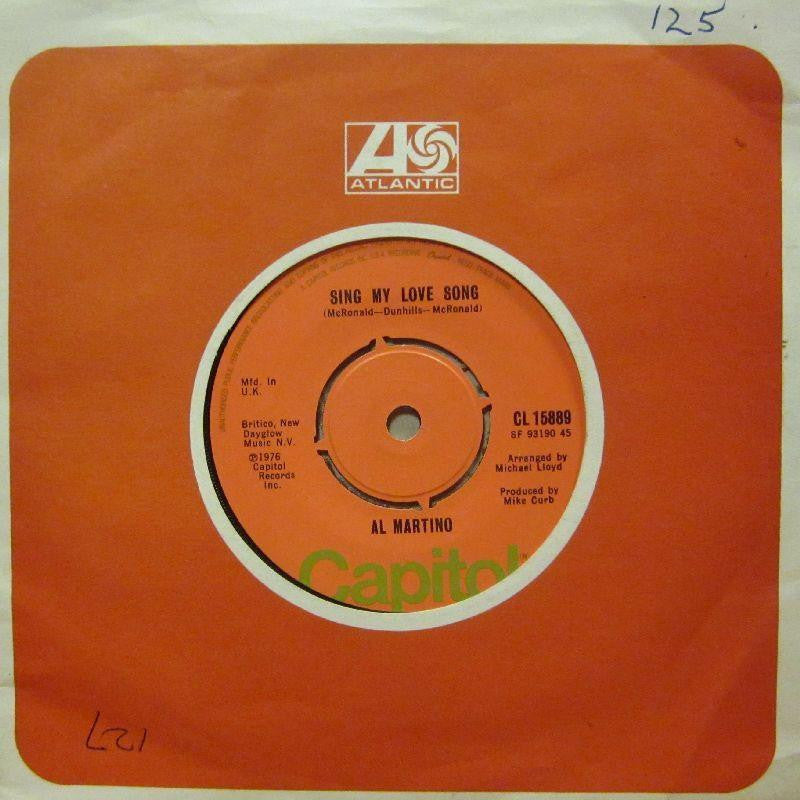 125
ATLANTIC
SING MY LOVE SONG
(McRonald—Dunhills—McRonald)
Mfd. in
U.K.
Britico, New
Dayglow
Music N.V.
℗1976
Capitol
Records
Inc.
CL 15889
SF 93190 45
Arranged by
Michael Lloyd
Produced by
Mike Curb
AL MARTINO
Capitol